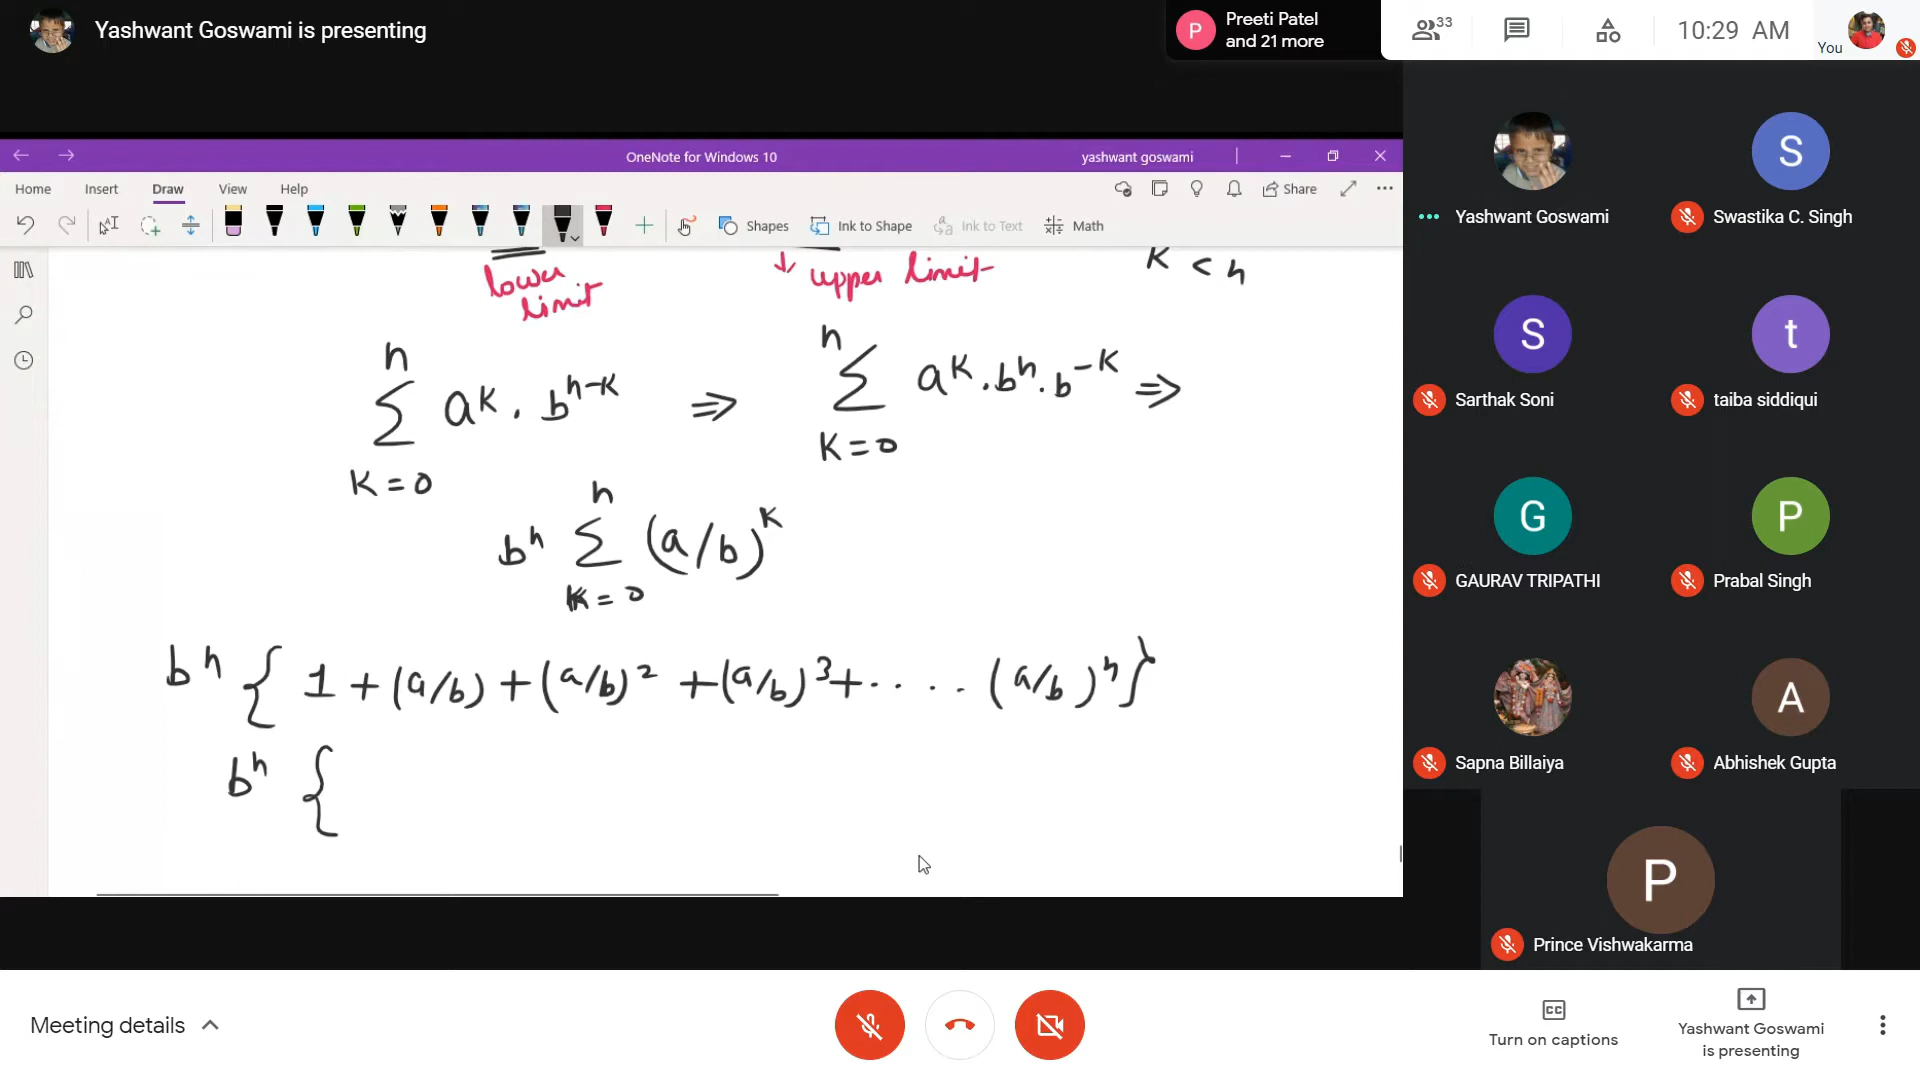 Yashwant Goswami is presenting
P Preeti Patel
and 21 more
33
10:29 AM
You
OneNote for Windows 10
yashwant goswami
Home Insert Draw View Help
Share
Shapes Ink to Shape Ink to Text Math
lower
limit
↓ upper limit
K < n
n
∑ a^K . b^(n-K) ⇒
K = 0
n
∑ a^K . b^n . b^(-K) ⇒
K = 0
n
b^n ∑ (a/b)^K
K = 0
b^n { 1 + (a/b) + (a/b)^2 + (a/b)^3 + ..... (a/b)^n }
b^n {
Yashwant Goswami
S
Swastika C. Singh
S
Sarthak Soni
t
taiba siddiqui
G
GAURAV TRIPATHI
P
Prabal Singh
Sapna Billaiya
A
Abhishek Gupta
P
Prince Vishwakarma
Meeting details
CC
Turn on captions
Yashwant Goswami
is presenting